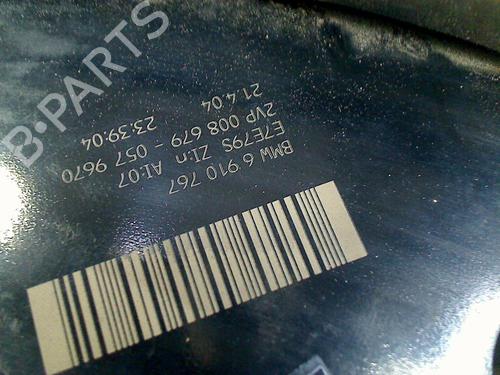 BMW 6 910 767
E7E79S ZI:n AI:07
2VP 008 679 - 057 9670
21.4.04 23:39:04
B-PARTS